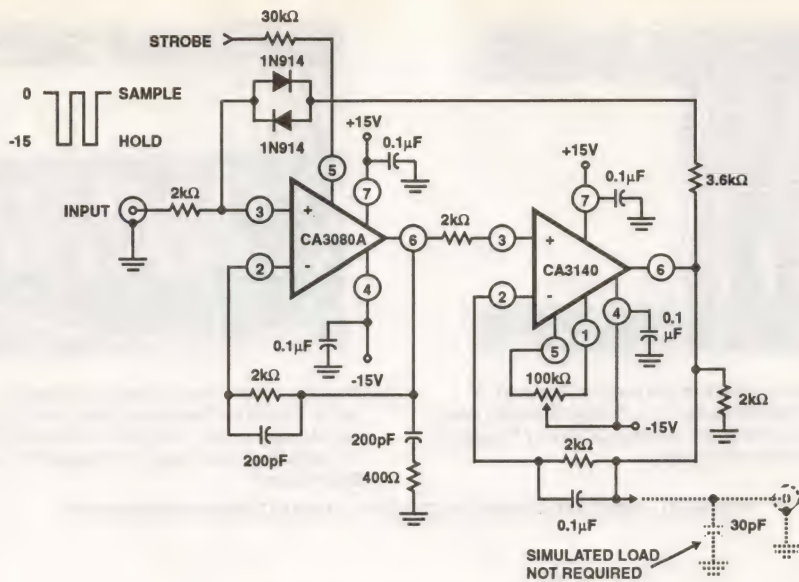 30kΩ
STROBE
1N914
0
SAMPLE
-15
HOLD
1N914
+15V
0.1μF
5
7
2kΩ
INPUT
3
+
CA3080A
6
2
-
4
0.1μF
-15V
2kΩ
200pF
200pF
400Ω
+15V
0.1μF
7
3.6kΩ
2kΩ
3
+
CA3140
6
2
-
4
0.1
μF
5
1
100kΩ
-15V
2kΩ
2kΩ
0.1μF
30pF
SIMULATED LOAD
NOT REQUIRED